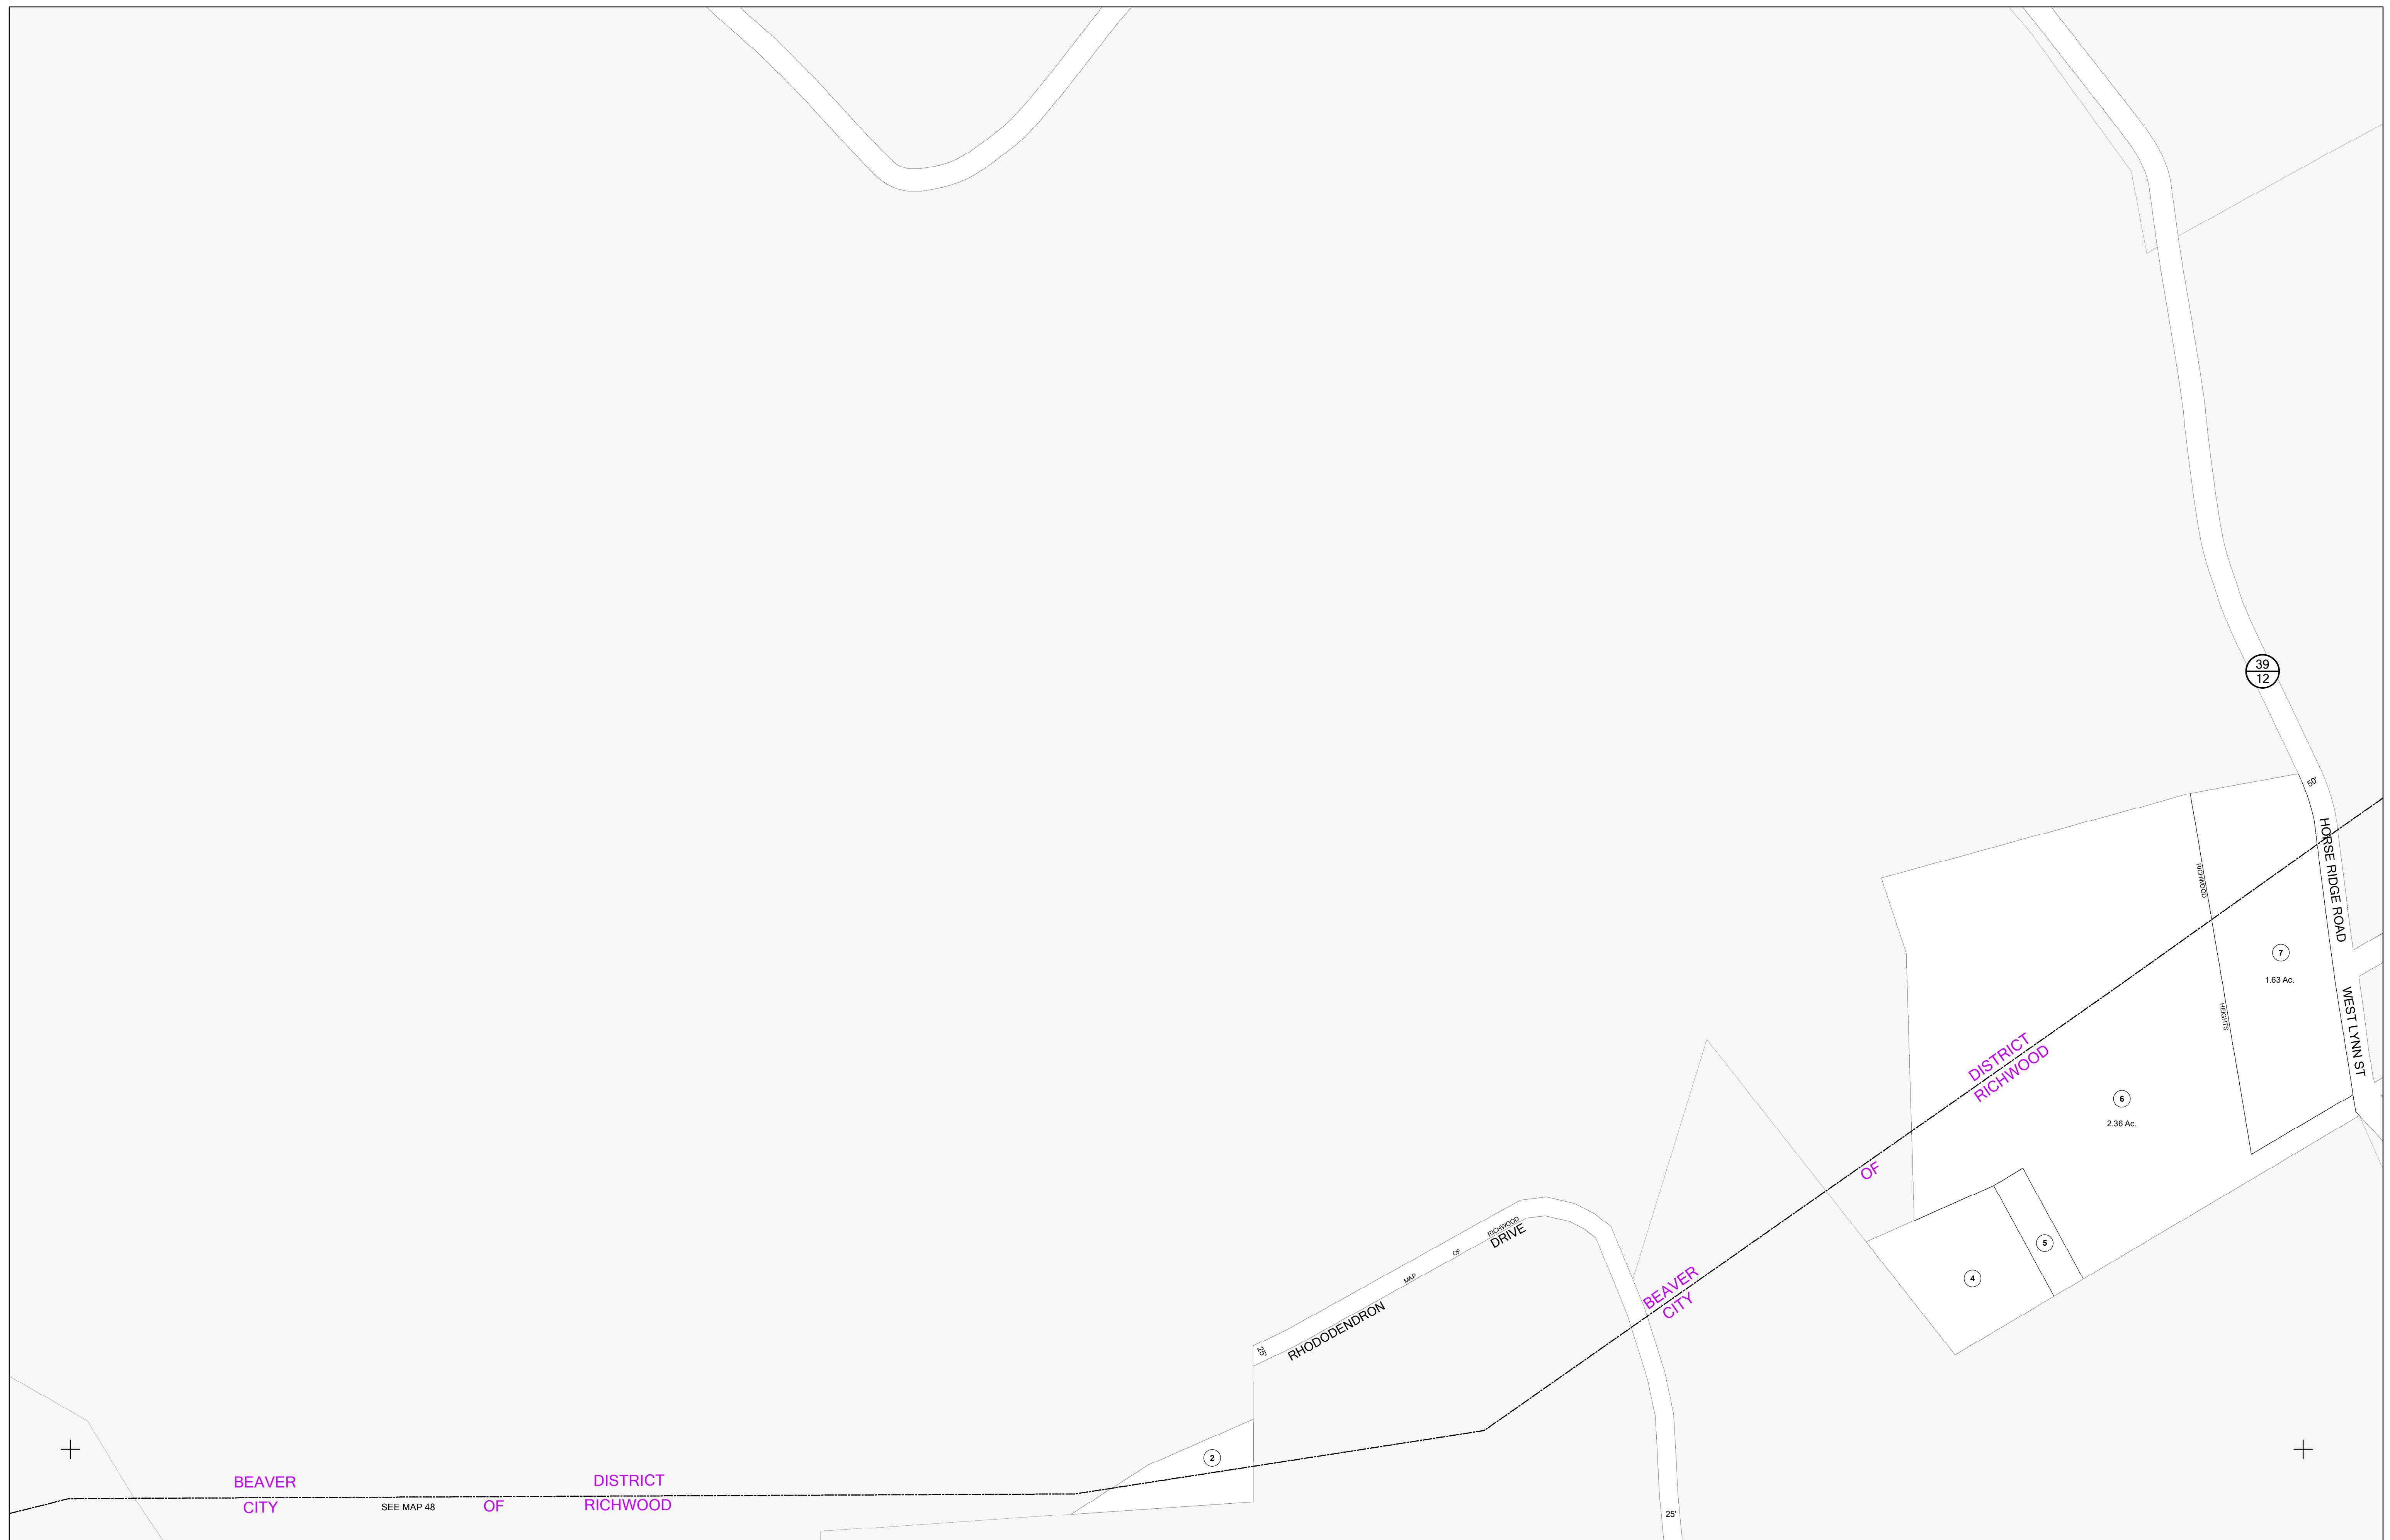 39
12
50'
HORSE RIDGE ROAD
RICHWOOD
7
1.63 Ac.
HEIGHTS
WEST LYNN ST
DISTRICT
RICHWOOD
6
2.36 Ac.
OF
5
4
RICHWOOD
DRIVE
OF
MAP
BEAVER
CITY
RHODODENDRON
25'
2
BEAVER
DISTRICT
CITY
SEE MAP 48
OF
RICHWOOD
25'